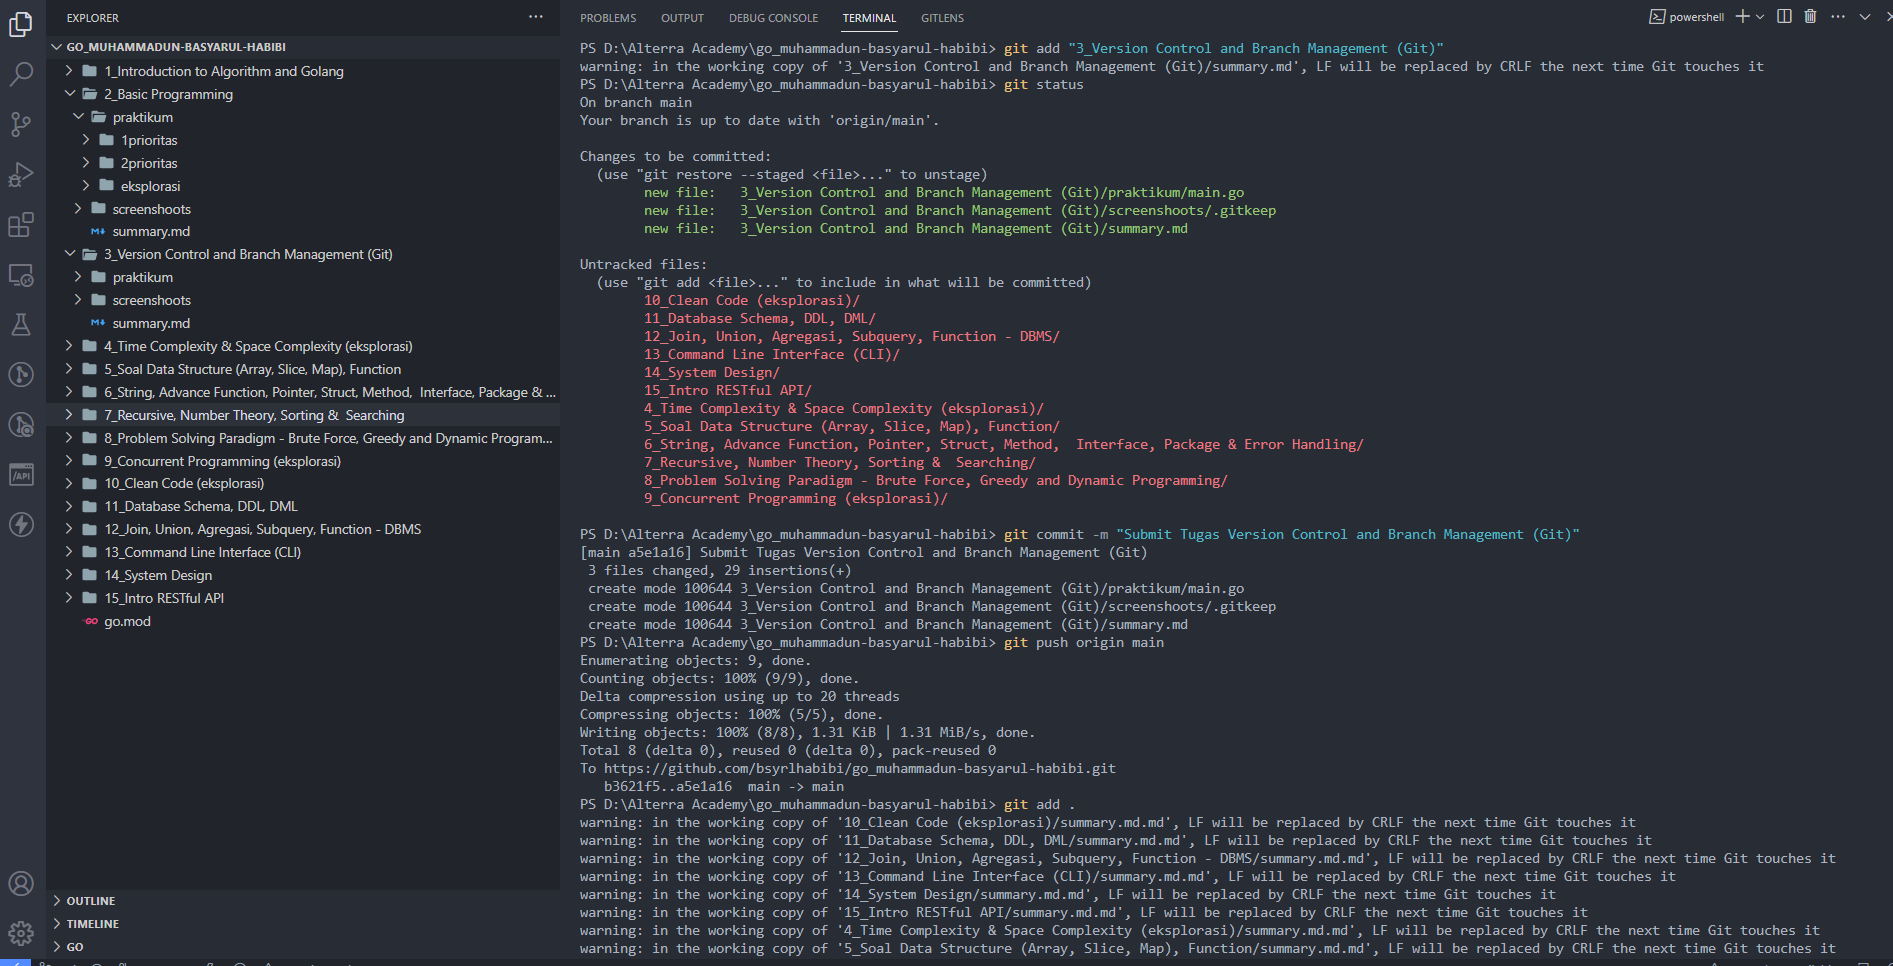 EXPLORER
GO_MUHAMMADUN-BASYARUL-HABIBI
1_Introduction to Algorithm and Golang
2_Basic Programming
praktikum
1prioritas
2prioritas
eksplorasi
screenshoots
summary.md
3_Version Control and Branch Management (Git)
praktikum
screenshoots
summary.md
4_Time Complexity & Space Complexity (eksplorasi)
5_Soal Data Structure (Array, Slice, Map), Function
6_String, Advance Function, Pointer, Struct, Method,  Interface, Package & ...
7_Recursive, Number Theory, Sorting &  Searching
8_Problem Solving Paradigm - Brute Force, Greedy and Dynamic Program...
9_Concurrent Programming (eksplorasi)
10_Clean Code (eksplorasi)
11_Database Schema, DDL, DML
12_Join, Union, Agregasi, Subquery, Function - DBMS
13_Command Line Interface (CLI)
14_System Design
15_Intro RESTful API
go.mod
OUTLINE
TIMELINE
GO
PROBLEMS OUTPUT DEBUG CONSOLE TERMINAL GITLENS
powershell
PS D:\Alterra Academy\go_muhammadun-basyarul-habibi> git add "3_Version Control and Branch Management (Git)"
warning: in the working copy of '3_Version Control and Branch Management (Git)/summary.md', LF will be replaced by CRLF the next time Git touches it
PS D:\Alterra Academy\go_muhammadun-basyarul-habibi> git status
On branch main
Your branch is up to date with 'origin/main'.
Changes to be committed:
(use "git restore --staged <file>..." to unstage)
new file:   3_Version Control and Branch Management (Git)/praktikum/main.go
new file:   3_Version Control and Branch Management (Git)/screenshoots/.gitkeep
new file:   3_Version Control and Branch Management (Git)/summary.md
Untracked files:
(use "git add <file>..." to include in what will be committed)
10_Clean Code (eksplorasi)/
11_Database Schema, DDL, DML/
12_Join, Union, Agregasi, Subquery, Function - DBMS/
13_Command Line Interface (CLI)/
14_System Design/
15_Intro RESTful API/
4_Time Complexity & Space Complexity (eksplorasi)/
5_Soal Data Structure (Array, Slice, Map), Function/
6_String, Advance Function, Pointer, Struct, Method,  Interface, Package & Error Handling/
7_Recursive, Number Theory, Sorting &  Searching/
8_Problem Solving Paradigm - Brute Force, Greedy and Dynamic Programming/
9_Concurrent Programming (eksplorasi)/
PS D:\Alterra Academy\go_muhammadun-basyarul-habibi> git commit -m "Submit Tugas Version Control and Branch Management (Git)"
[main a5e1a16] Submit Tugas Version Control and Branch Management (Git)
3 files changed, 29 insertions(+)
create mode 100644 3_Version Control and Branch Management (Git)/praktikum/main.go
create mode 100644 3_Version Control and Branch Management (Git)/screenshoots/.gitkeep
create mode 100644 3_Version Control and Branch Management (Git)/summary.md
PS D:\Alterra Academy\go_muhammadun-basyarul-habibi> git push origin main
Enumerating objects: 9, done.
Counting objects: 100% (9/9), done.
Delta compression using up to 20 threads
Compressing objects: 100% (5/5), done.
Writing objects: 100% (8/8), 1.31 KiB | 1.31 MiB/s, done.
Total 8 (delta 0), reused 0 (delta 0), pack-reused 0
To https://github.com/bsyrlhabibi/go_muhammadun-basyarul-habibi.git
b3621f5..a5e1a16  main -> main
PS D:\Alterra Academy\go_muhammadun-basyarul-habibi> git add .
warning: in the working copy of '10_Clean Code (eksplorasi)/summary.md.md', LF will be replaced by CRLF the next time Git touches it
warning: in the working copy of '11_Database Schema, DDL, DML/summary.md.md', LF will be replaced by CRLF the next time Git touches it
warning: in the working copy of '12_Join, Union, Agregasi, Subquery, Function - DBMS/summary.md.md', LF will be replaced by CRLF the next time Git touches it
warning: in the working copy of '13_Command Line Interface (CLI)/summary.md.md', LF will be replaced by CRLF the next time Git touches it
warning: in the working copy of '14_System Design/summary.md.md', LF will be replaced by CRLF the next time Git touches it
warning: in the working copy of '15_Intro RESTful API/summary.md.md', LF will be replaced by CRLF the next time Git touches it
warning: in the working copy of '4_Time Complexity & Space Complexity (eksplorasi)/summary.md.md', LF will be replaced by CRLF the next time Git touches it
warning: in the working copy of '5_Soal Data Structure (Array, Slice, Map), Function/summary.md.md', LF will be replaced by CRLF the next time Git touches it